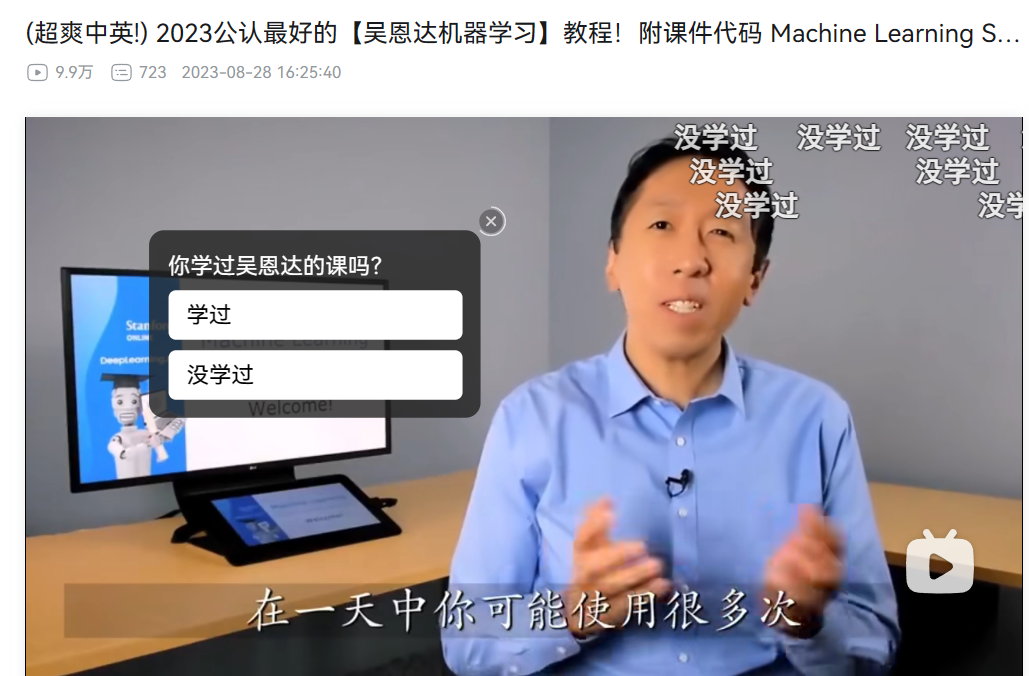 (超爽中英!) 2023公认最好的【吴恩达机器学习】教程！附课件代码 Machine Learning S...
9.9万 723 2023-08-28 16:25:40
没学过 没学过 没学过
没学过 没学过
没学过 没学
你学过吴恩达的课吗？
学过
Machine Learning
没学过
Welcome!
DeepLearning
在一天中你可能使用很多次